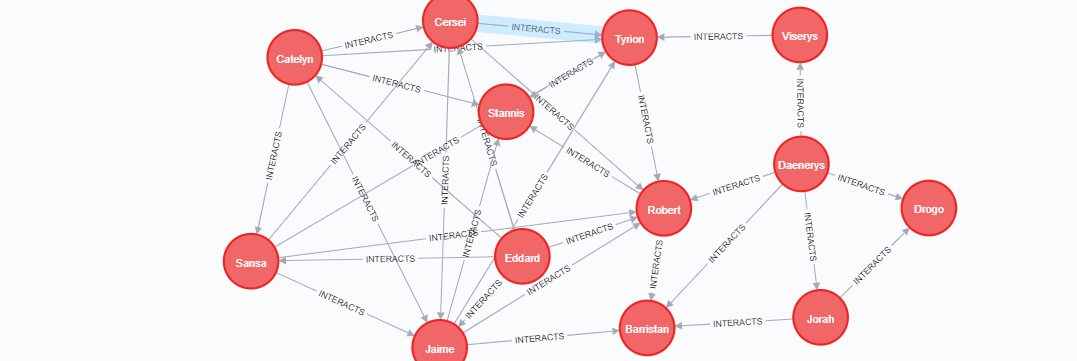 Cersei
INTERACTS
Tyrion
INTERACTS
Viserys
INTERACTS
INTERACTS
Catelyn
INTERACTS
INTERACTS
INTERACTS
Stannis
INTERACTS
INTERACTS
INTERACTS
INTERACTS
INTERACTS
INTERACTS
INTERACTS
INTERACTS
INTERACTS
INTERACTS
Daenerys
INTERACTS
INTERACTS
INTERACTS
INTERACTS
INTERACTS
Robert
Drogo
INTERACTS
INTERACTS
INTERACTS
INTERACTS
INTERACTS
Sansa
INTERACTS
Eddard
INTERACTS
INTERACTS
INTERACTS
INTERACTS
INTERACTS
Jaime
INTERACTS
Barristan
INTERACTS
Jorah